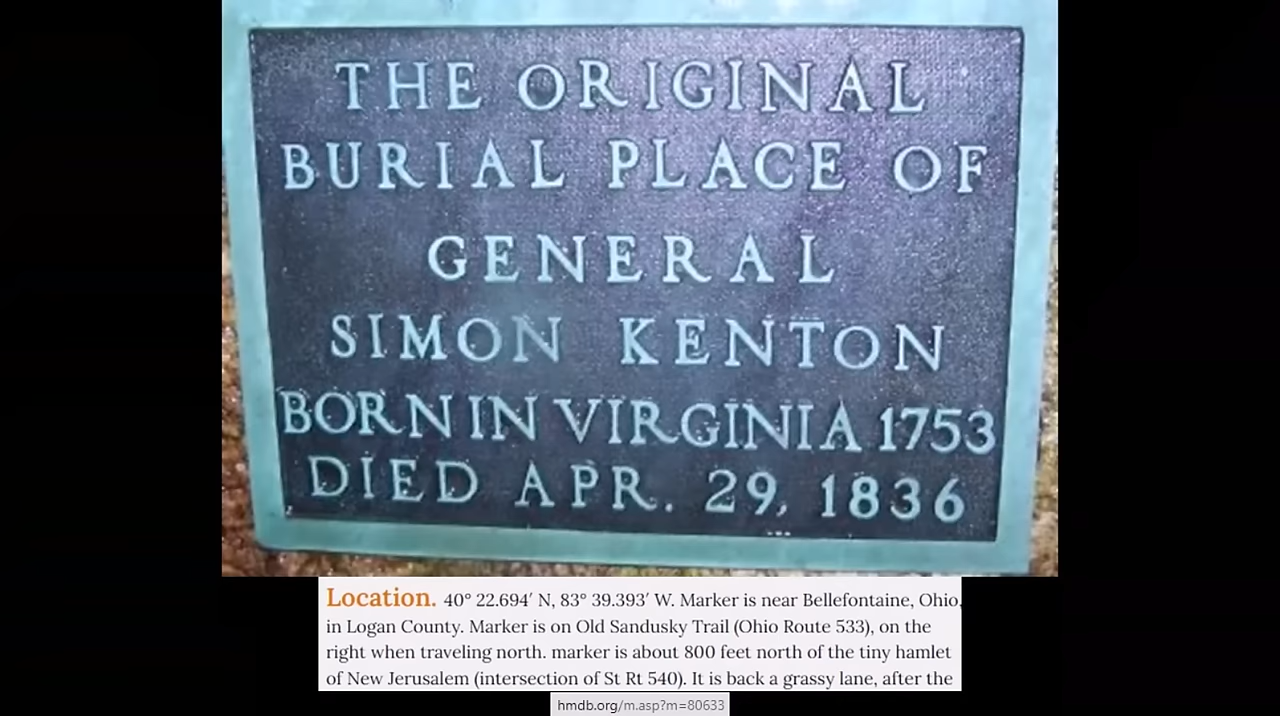 THE ORIGINAL
BURIAL PLACE OF
GENERAL
SIMON KENTON
BORN IN VIRGINIA 1753
DIED APR. 29, 1836
Location. 40° 22.694′ N, 83° 39.393′ W. Marker is near Bellefontaine, Ohio,
in Logan County. Marker is on Old Sandusky Trail (Ohio Route 533), on the
right when traveling north. marker is about 800 feet north of the tiny hamlet
of New Jerusalem (intersection of St Rt 540). It is back a grassy lane, after the
hmdb.org/m.asp?m=80633